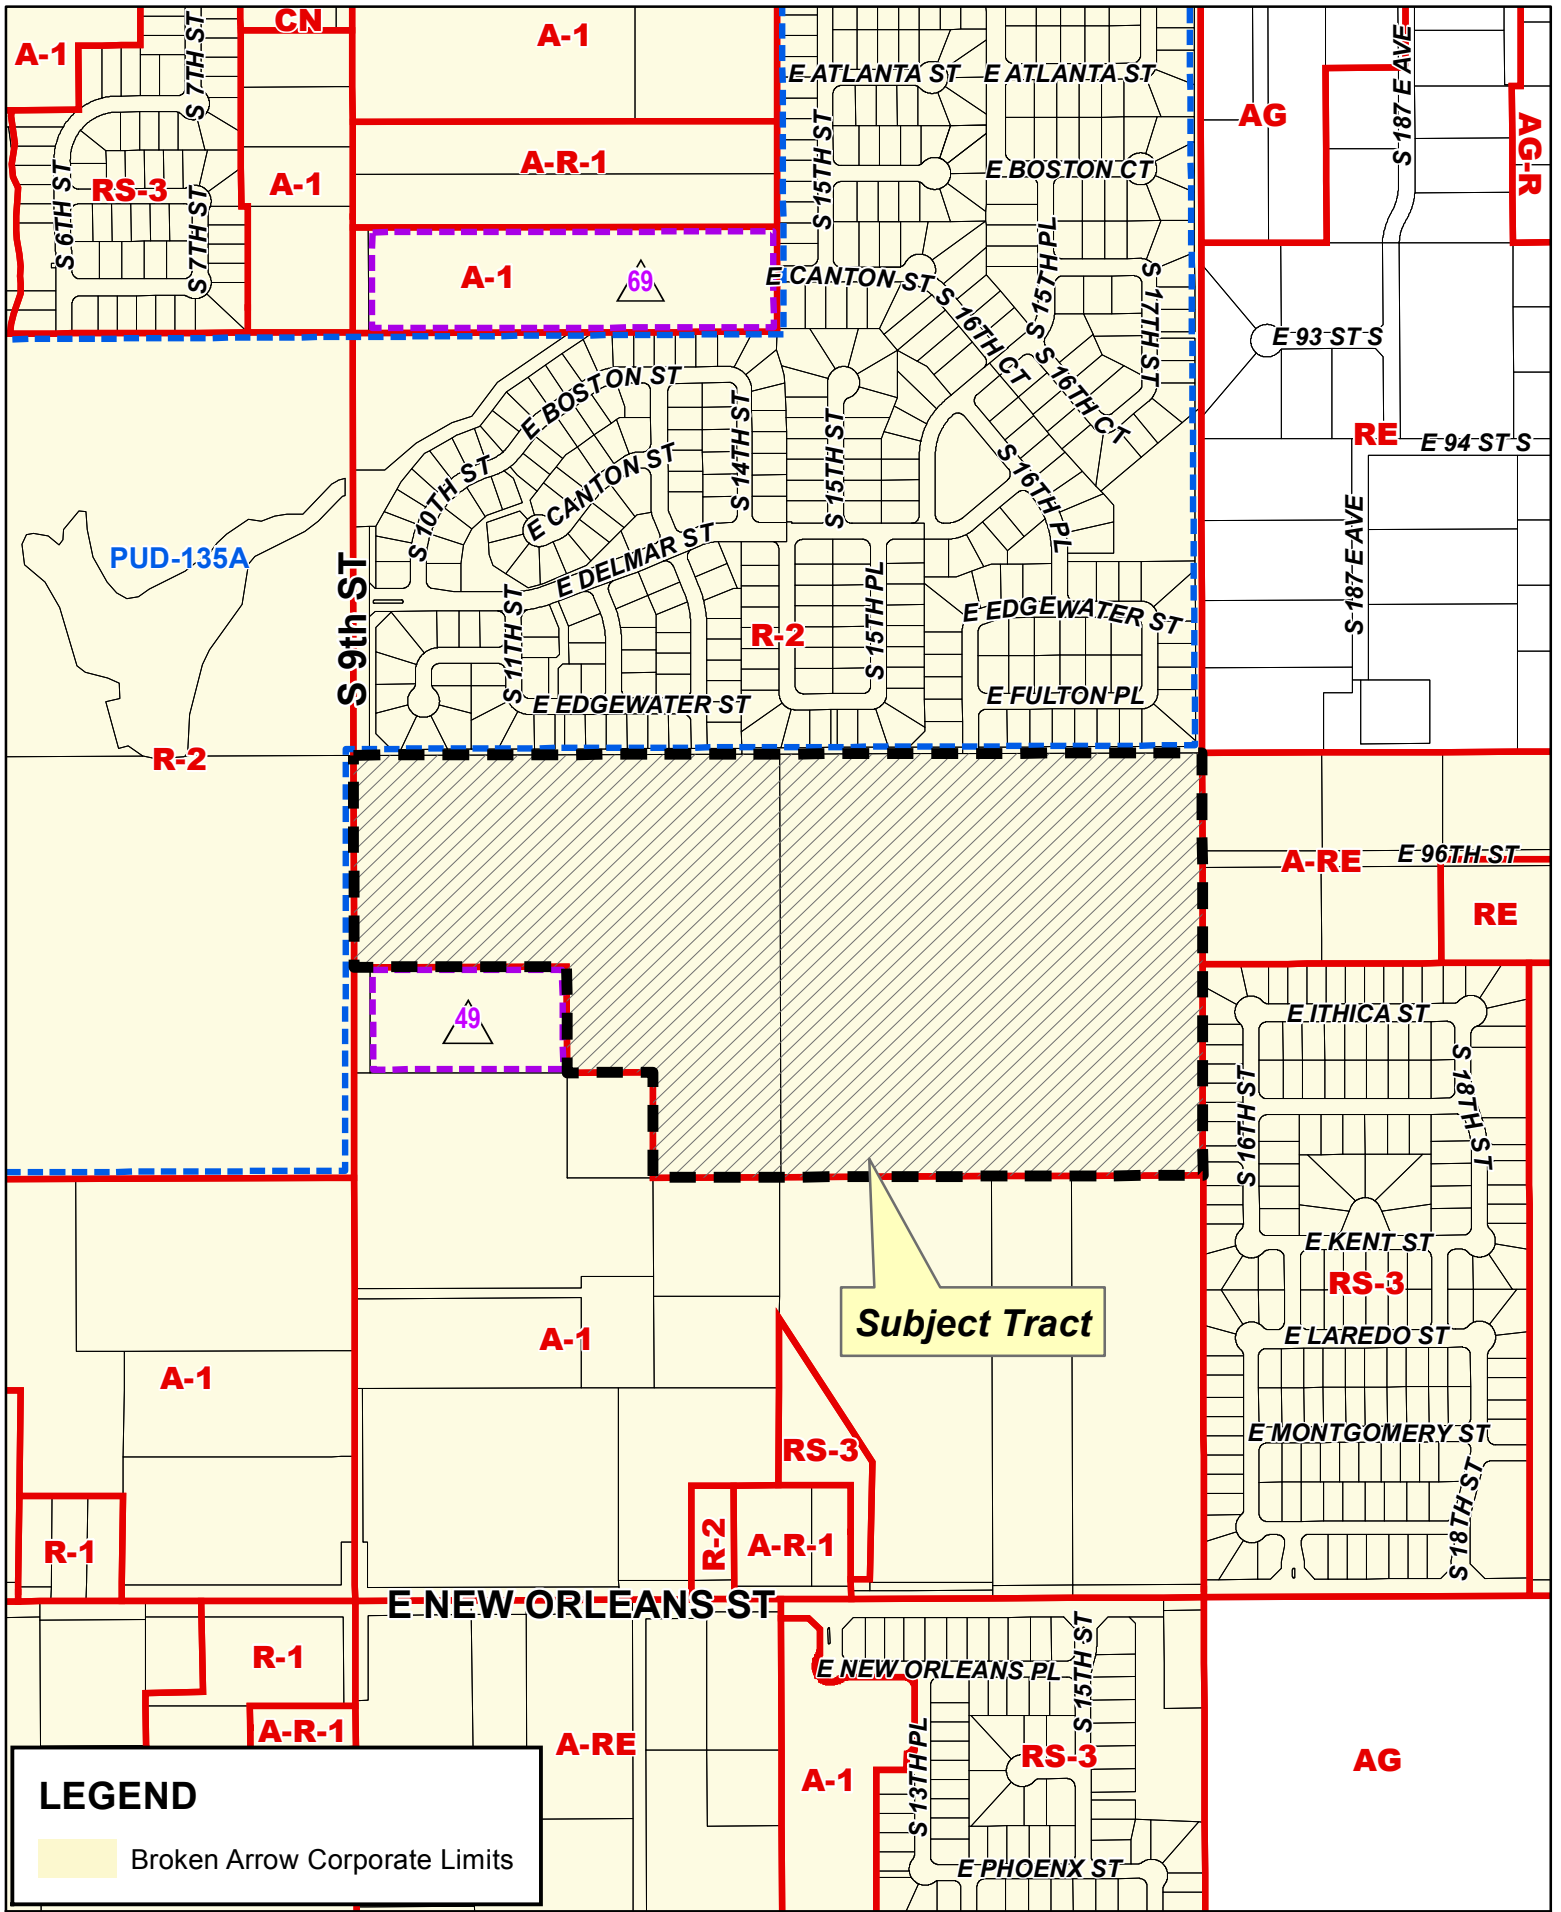 CN
A-1
A-1
S 7TH ST
E ATLANTA ST
E ATLANTA ST
S 187 E AVE
AG
AG-R
A-R-1
S 15TH ST
E BOSTON CT
RS-3
A-1
S 6TH ST
S 7TH ST
A-1
69
E CANTON ST
S 15TH PL
S 17TH ST
S 16TH CT
S 16TH CT
E 93 ST S
E BOSTON ST
S 14TH ST
S 15TH ST
RE
E 94 ST S
S 10TH ST
E CANTON ST
S 16TH PL
S 187 E AVE
PUD-135A
E DELMAR ST
S 9th ST
S 11TH ST
S 15TH PL
E EDGEWATER ST
R-2
E EDGEWATER ST
E FULTON PL
R-2
A-RE
E 96TH ST
RE
49
E ITHICA ST
S 16TH ST
S 18TH ST
E KENT ST
RS-3
Subject Tract
E LAREDO ST
A-1
A-1
E MONTGOMERY ST
RS-3
S 18TH ST
R-1
R-2
A-R-1
E NEW ORLEANS ST
R-1
E NEW ORLEANS PL
S 15TH ST
A-R-1
A-RE
RS-3
AG
A-1
S 13TH PL
E PHOENX ST
LEGEND
Broken Arrow Corporate Limits